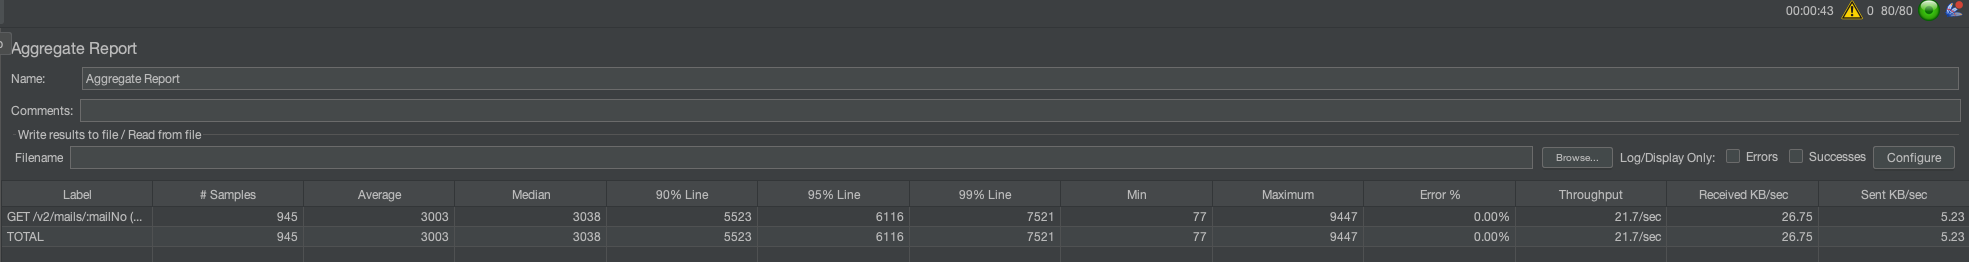 00:00:43 0 80/80
Aggregate Report
Name: Aggregate Report
Comments:
Write results to file / Read from file
Filename Browse... Log/Display Only: Errors Successes Configure
Label # Samples Average Median 90% Line 95% Line 99% Line Min Maximum Error % Throughput Received KB/sec Sent KB/sec
GET /v2/mails/:mailNo (... 945 3003 3038 5523 6116 7521 77 9447 0.00% 21.7/sec 26.75 5.23
TOTAL 945 3003 3038 5523 6116 7521 77 9447 0.00% 21.7/sec 26.75 5.23